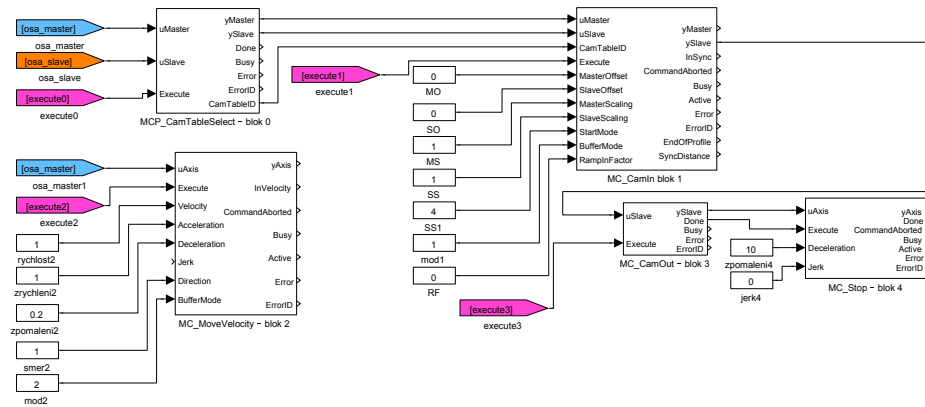 [osa_master]
osa_master
[osa_slave]
osa_slave
[execute0]
execute0
uMaster
uSlave
Execute
yMaster
ySlave
Done
Busy
Error
ErrorID
CamTableID
MCP_CamTableSelect − blok 0
[execute1]
execute1
0
MO
0
SO
1
MS
1
SS
4
SS1
1
mod1
0
RF
uMaster
uSlave
CamTableID
Execute
MasterOffset
SlaveOffset
MasterScaling
SlaveScaling
StartMode
BufferMode
RampInFactor
yMaster
ySlave
InSync
CommandAborted
Busy
Active
Error
ErrorID
EndOfProfile
SyncDistance
MC_CamIn blok 1
[osa_master]
osa_master1
[execute2]
execute2
1
rychlost2
1
zrychleni2
0.2
zpomaleni2
1
smer2
2
mod2
uAxis
Execute
Velocity
Acceleration
Deceleration
Jerk
Direction
BufferMode
yAxis
InVelocity
CommandAborted
Busy
Active
Error
ErrorID
MC_MoveVelocity − blok 2
[execute3]
execute3
uSlave
Execute
ySlave
Done
Busy
Error
ErrorID
MC_CamOut − blok 3
10
zpomaleni4
0
jerk4
uAxis
Execute
Deceleration
Jerk
yAxis
Done
CommandAborted
Busy
Active
Error
ErrorID
MC_Stop − blok 4